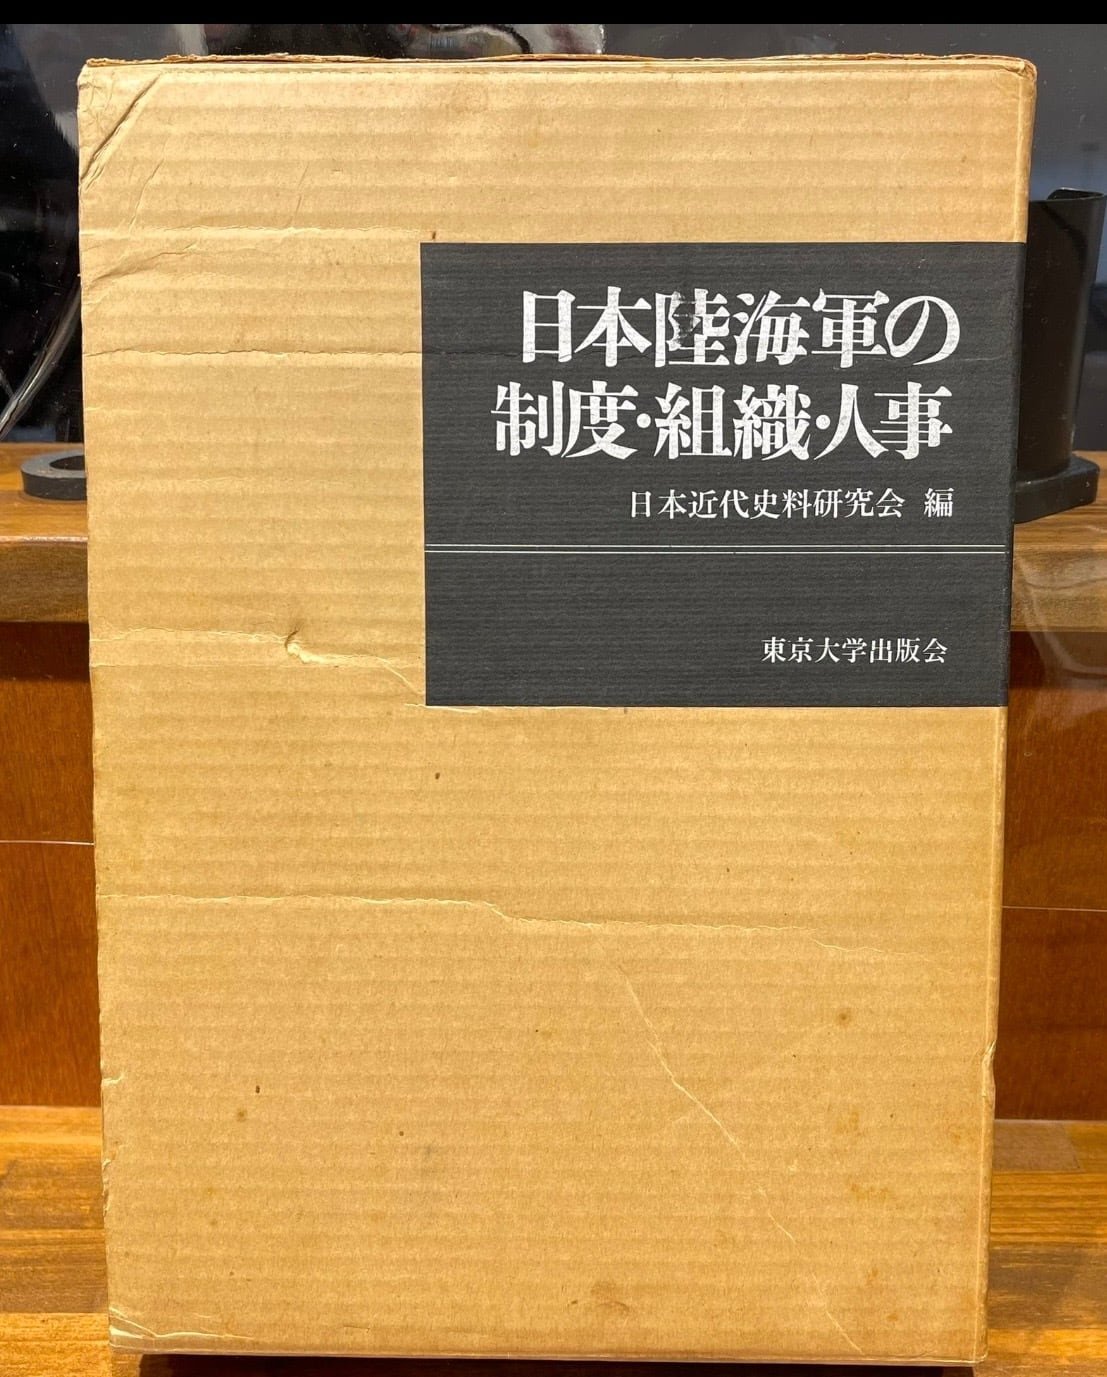 日本陸海軍の
制度・組織・人事
日本近代史料研究会 編
東京大学出版会